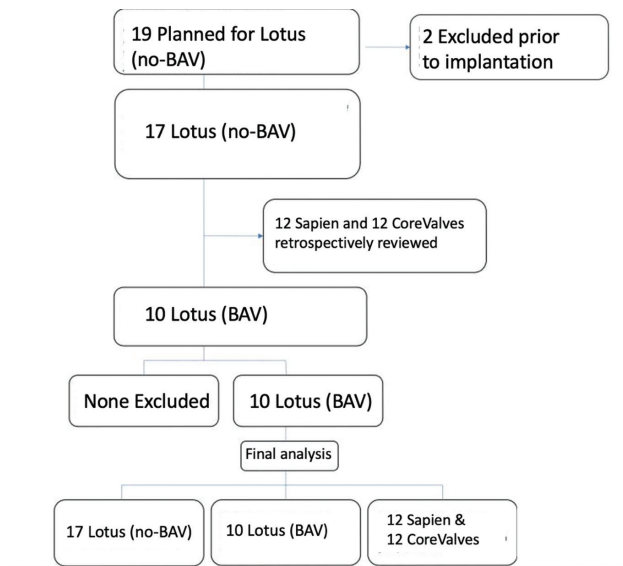 19 Planned for Lotus
(no-BAV)
2 Excluded prior
to implantation
17 Lotus (no-BAV)
12 Sapien and 12 CoreValves
retrospectively reviewed
10 Lotus (BAV)
None Excluded
10 Lotus (BAV)
Final analysis
17 Lotus (no-BAV)
10 Lotus (BAV)
12 Sapien &
12 CoreValves